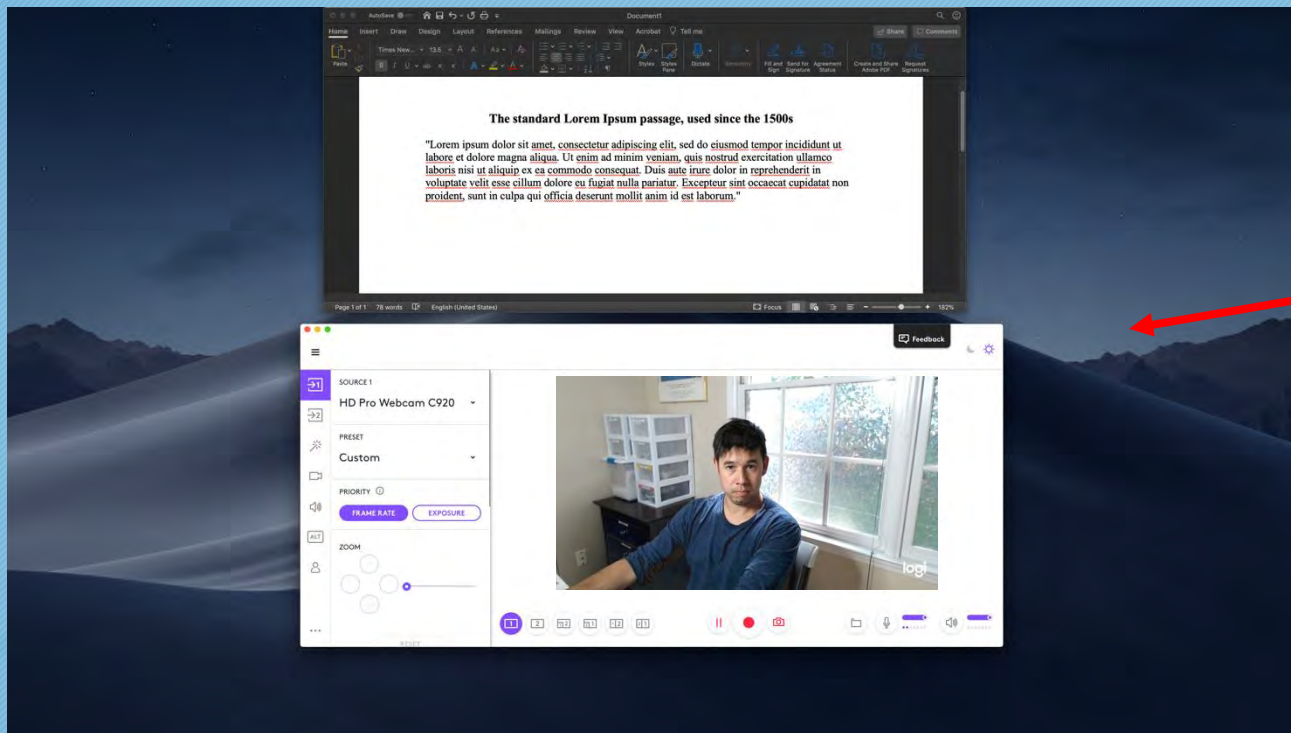 AutoSave
Document1
Home Insert Draw Design Layout References Mailings Review View Acrobat Tell me
Share Comments
Paste
Times New... 13.5
Styles Styles Pane Dictate Sensitivity Fill and Sign Send for Signature Agreement Status Create and Share Adobe PDF Request Signatures
The standard Lorem Ipsum passage, used since the 1500s
"Lorem ipsum dolor sit amet, consectetur adipiscing elit, sed do eiusmod tempor incididunt ut
labore et dolore magna aliqua. Ut enim ad minim veniam, quis nostrud exercitation ullamco
laboris nisi ut aliquip ex ea commodo consequat. Duis aute irure dolor in reprehenderit in
voluptate velit esse cillum dolore eu fugiat nulla pariatur. Excepteur sint occaecat cupidatat non
proident, sunt in culpa qui officia deserunt mollit anim id est laborum."
Page 1 of 1 78 words English (United States) Focus 182%
Feedback
SOURCE 1
HD Pro Webcam C920
PRESET
Custom
PRIORITY
FRAME RATE EXPOSURE
ALT
ZOOM
logi
RESET